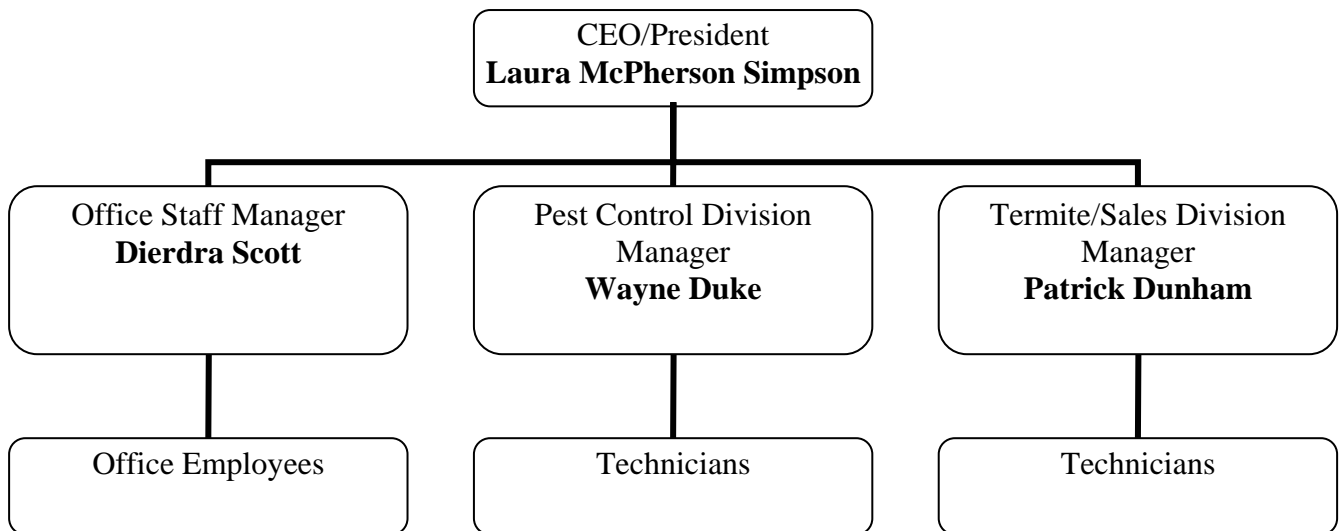 CEO/President
Laura McPherson Simpson
Office Staff Manager
Dierdra Scott
Pest Control Division
Manager
Wayne Duke
Termite/Sales Division
Manager
Patrick Dunham
Office Employees
Technicians
Technicians